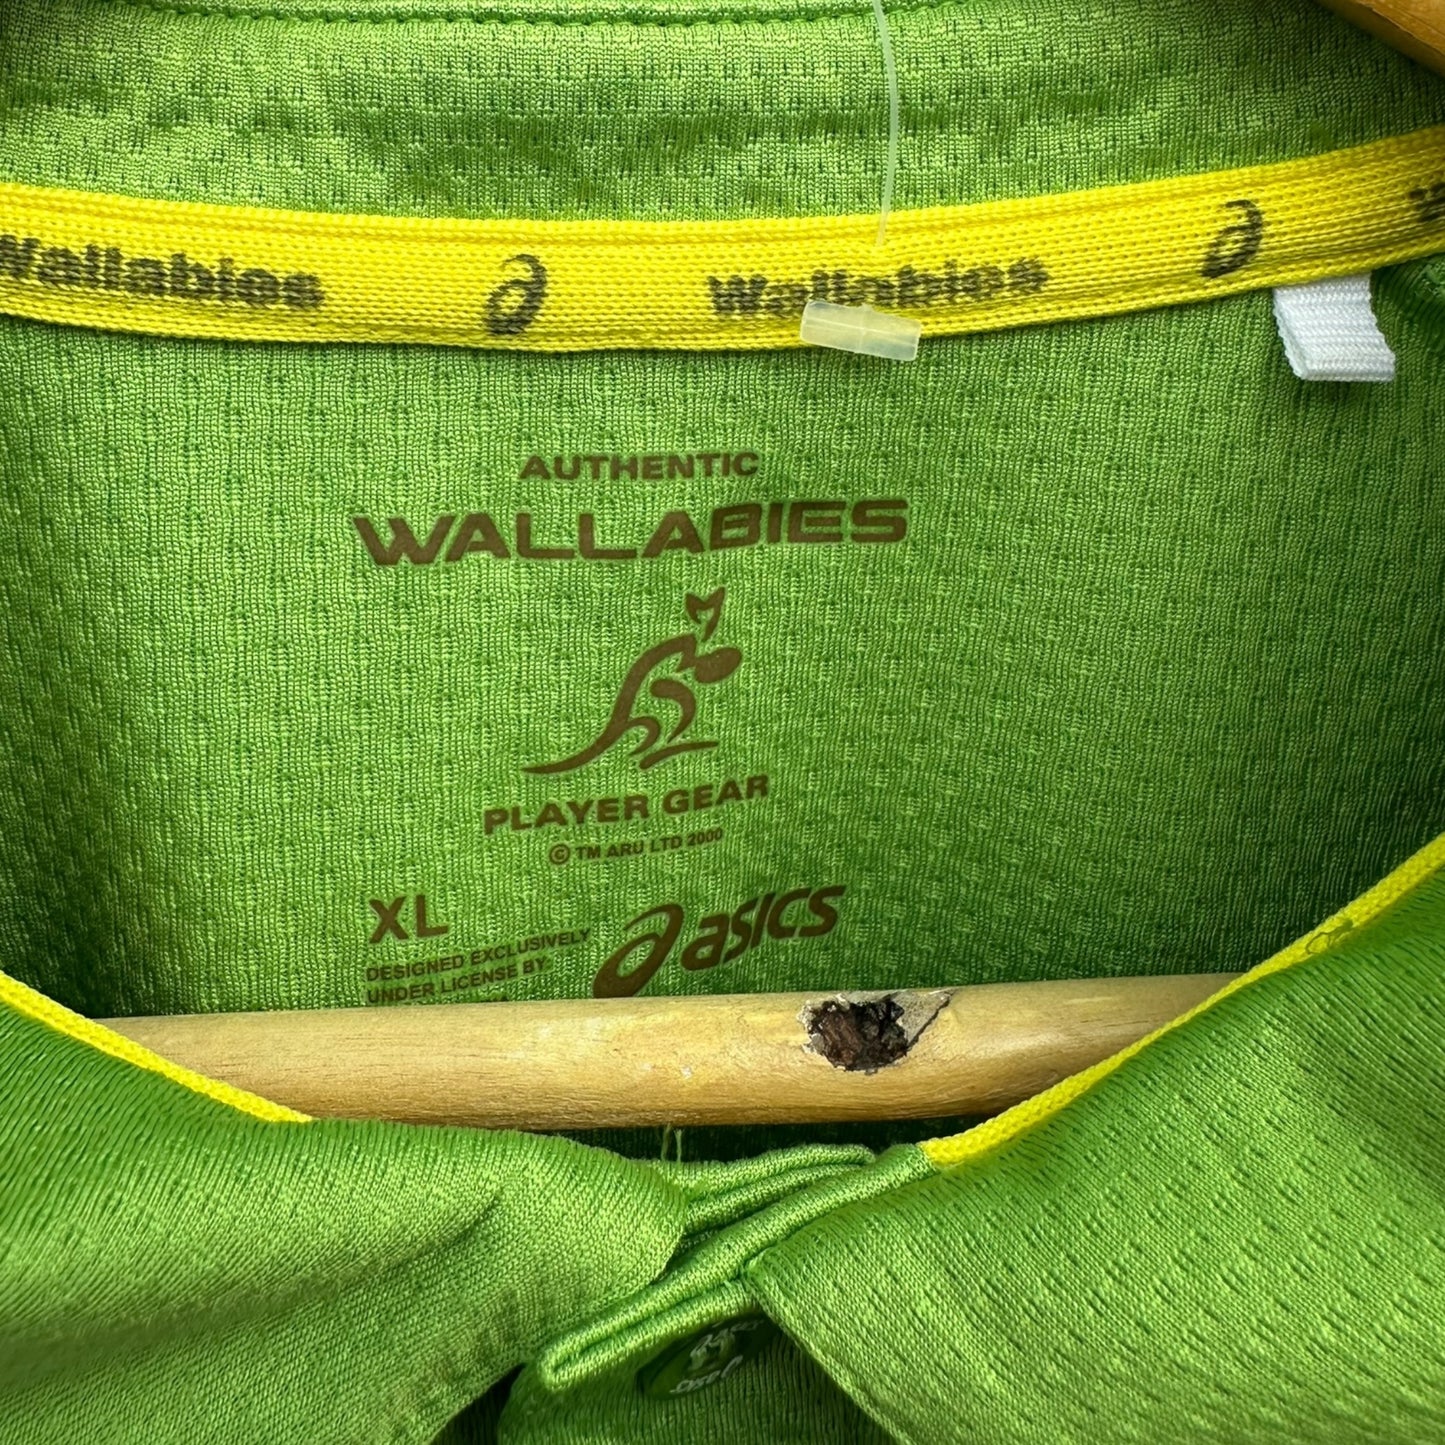 Wallabies Wallabies
AUTHENTIC
WALLABIES
PLAYER GEAR
© TM ARU LTD 2000
XL
DESIGNED EXCLUSIVELY
UNDER LICENSE BY:
asics